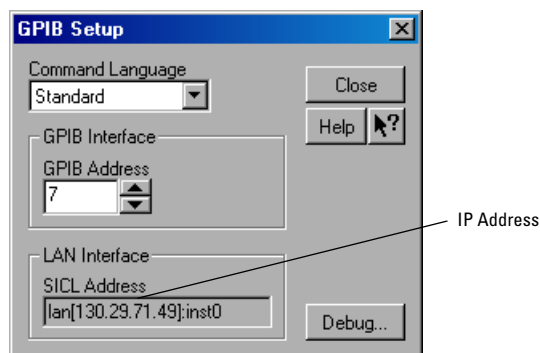 GPIB Setup
Command Language
Standard
Close
Help
?
GPIB Interface
GPIB Address
7
IP Address
LAN Interface
SICL Address
lan[130.29.71.49]:inst0
Debug...